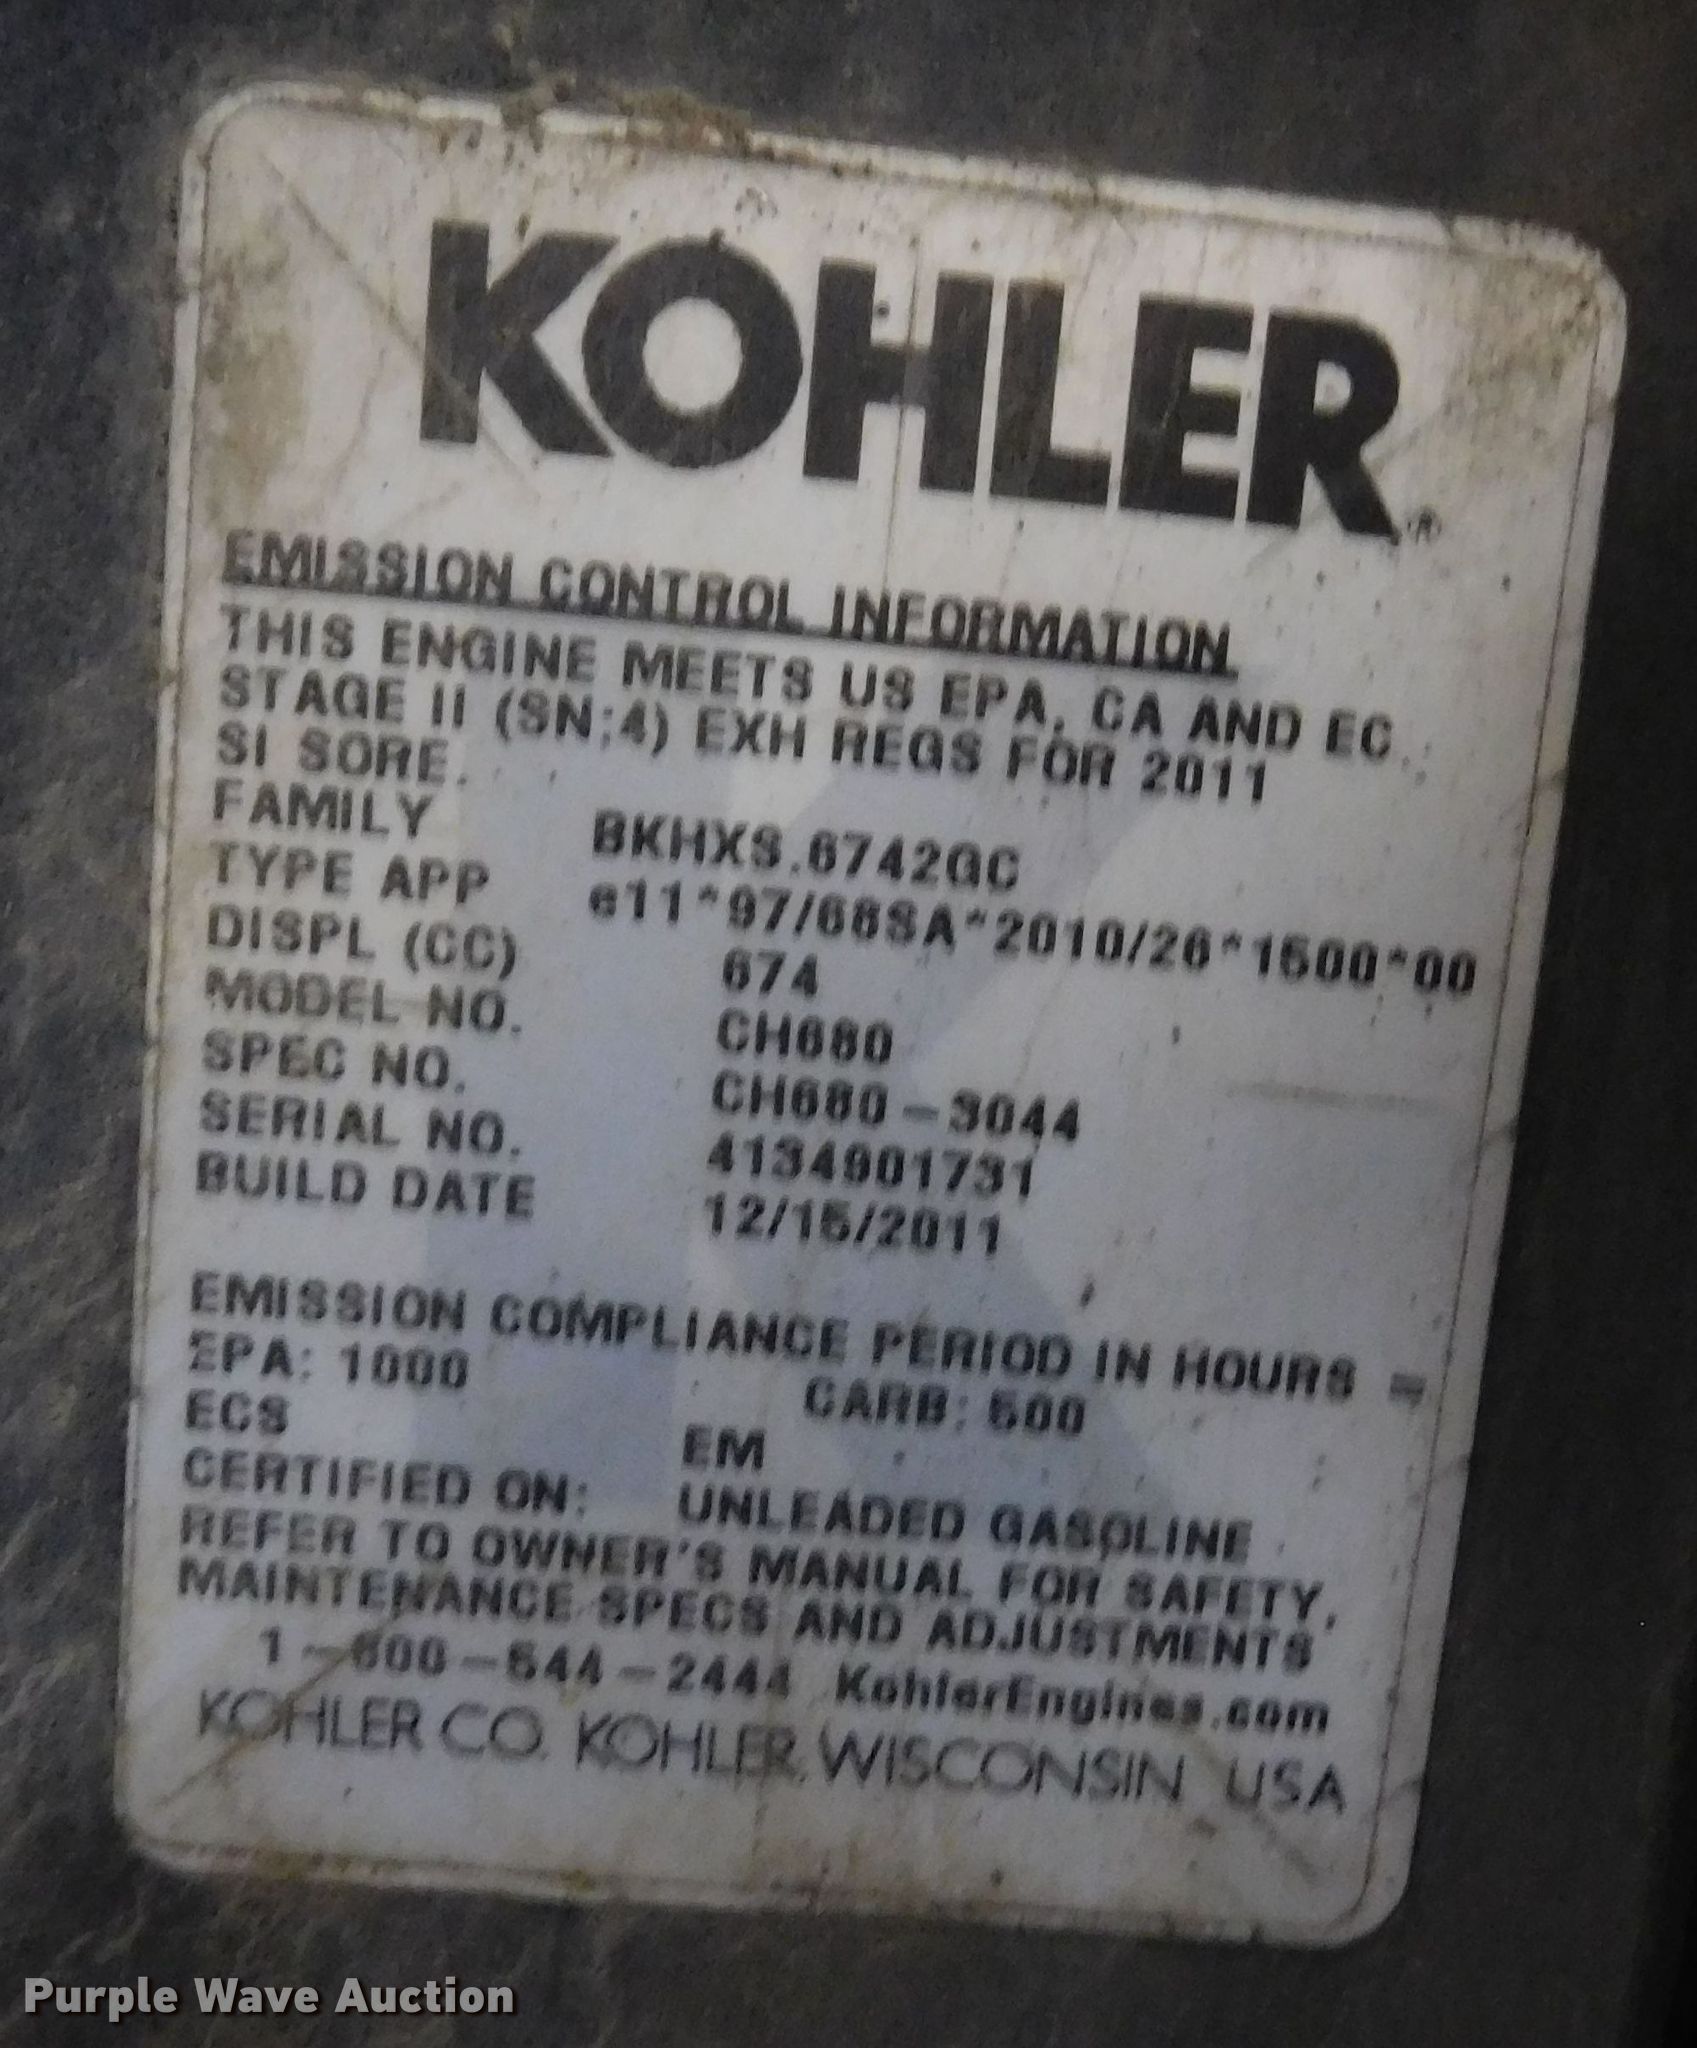 KOHLER®
EMISSION CONTROL INFORMATION
THIS ENGINE MEETS US EPA, CA AND EC
STAGE II (SN:4) EXH REGS FOR 2011
SI SORE.
FAMILY BKHXS.6742GC
TYPE APP e11*97/68SA*2010/26*1500*00
DISPL (CC) 674
MODEL NO. CH680
SPEC NO. CH680-3044
SERIAL NO. 4134901731
BUILD DATE 12/15/2011
EMISSION COMPLIANCE PERIOD IN HOURS =
EPA: 1000 CARB: 500
ECS EM
CERTIFIED ON: UNLEADED GASOLINE
REFER TO OWNER'S MANUAL FOR SAFETY,
MAINTENANCE SPECS AND ADJUSTMENTS
1-800-544-2444 KohlerEngines.com
KOHLER CO. KOHLER, WISCONSIN USA
Purple Wave Auction